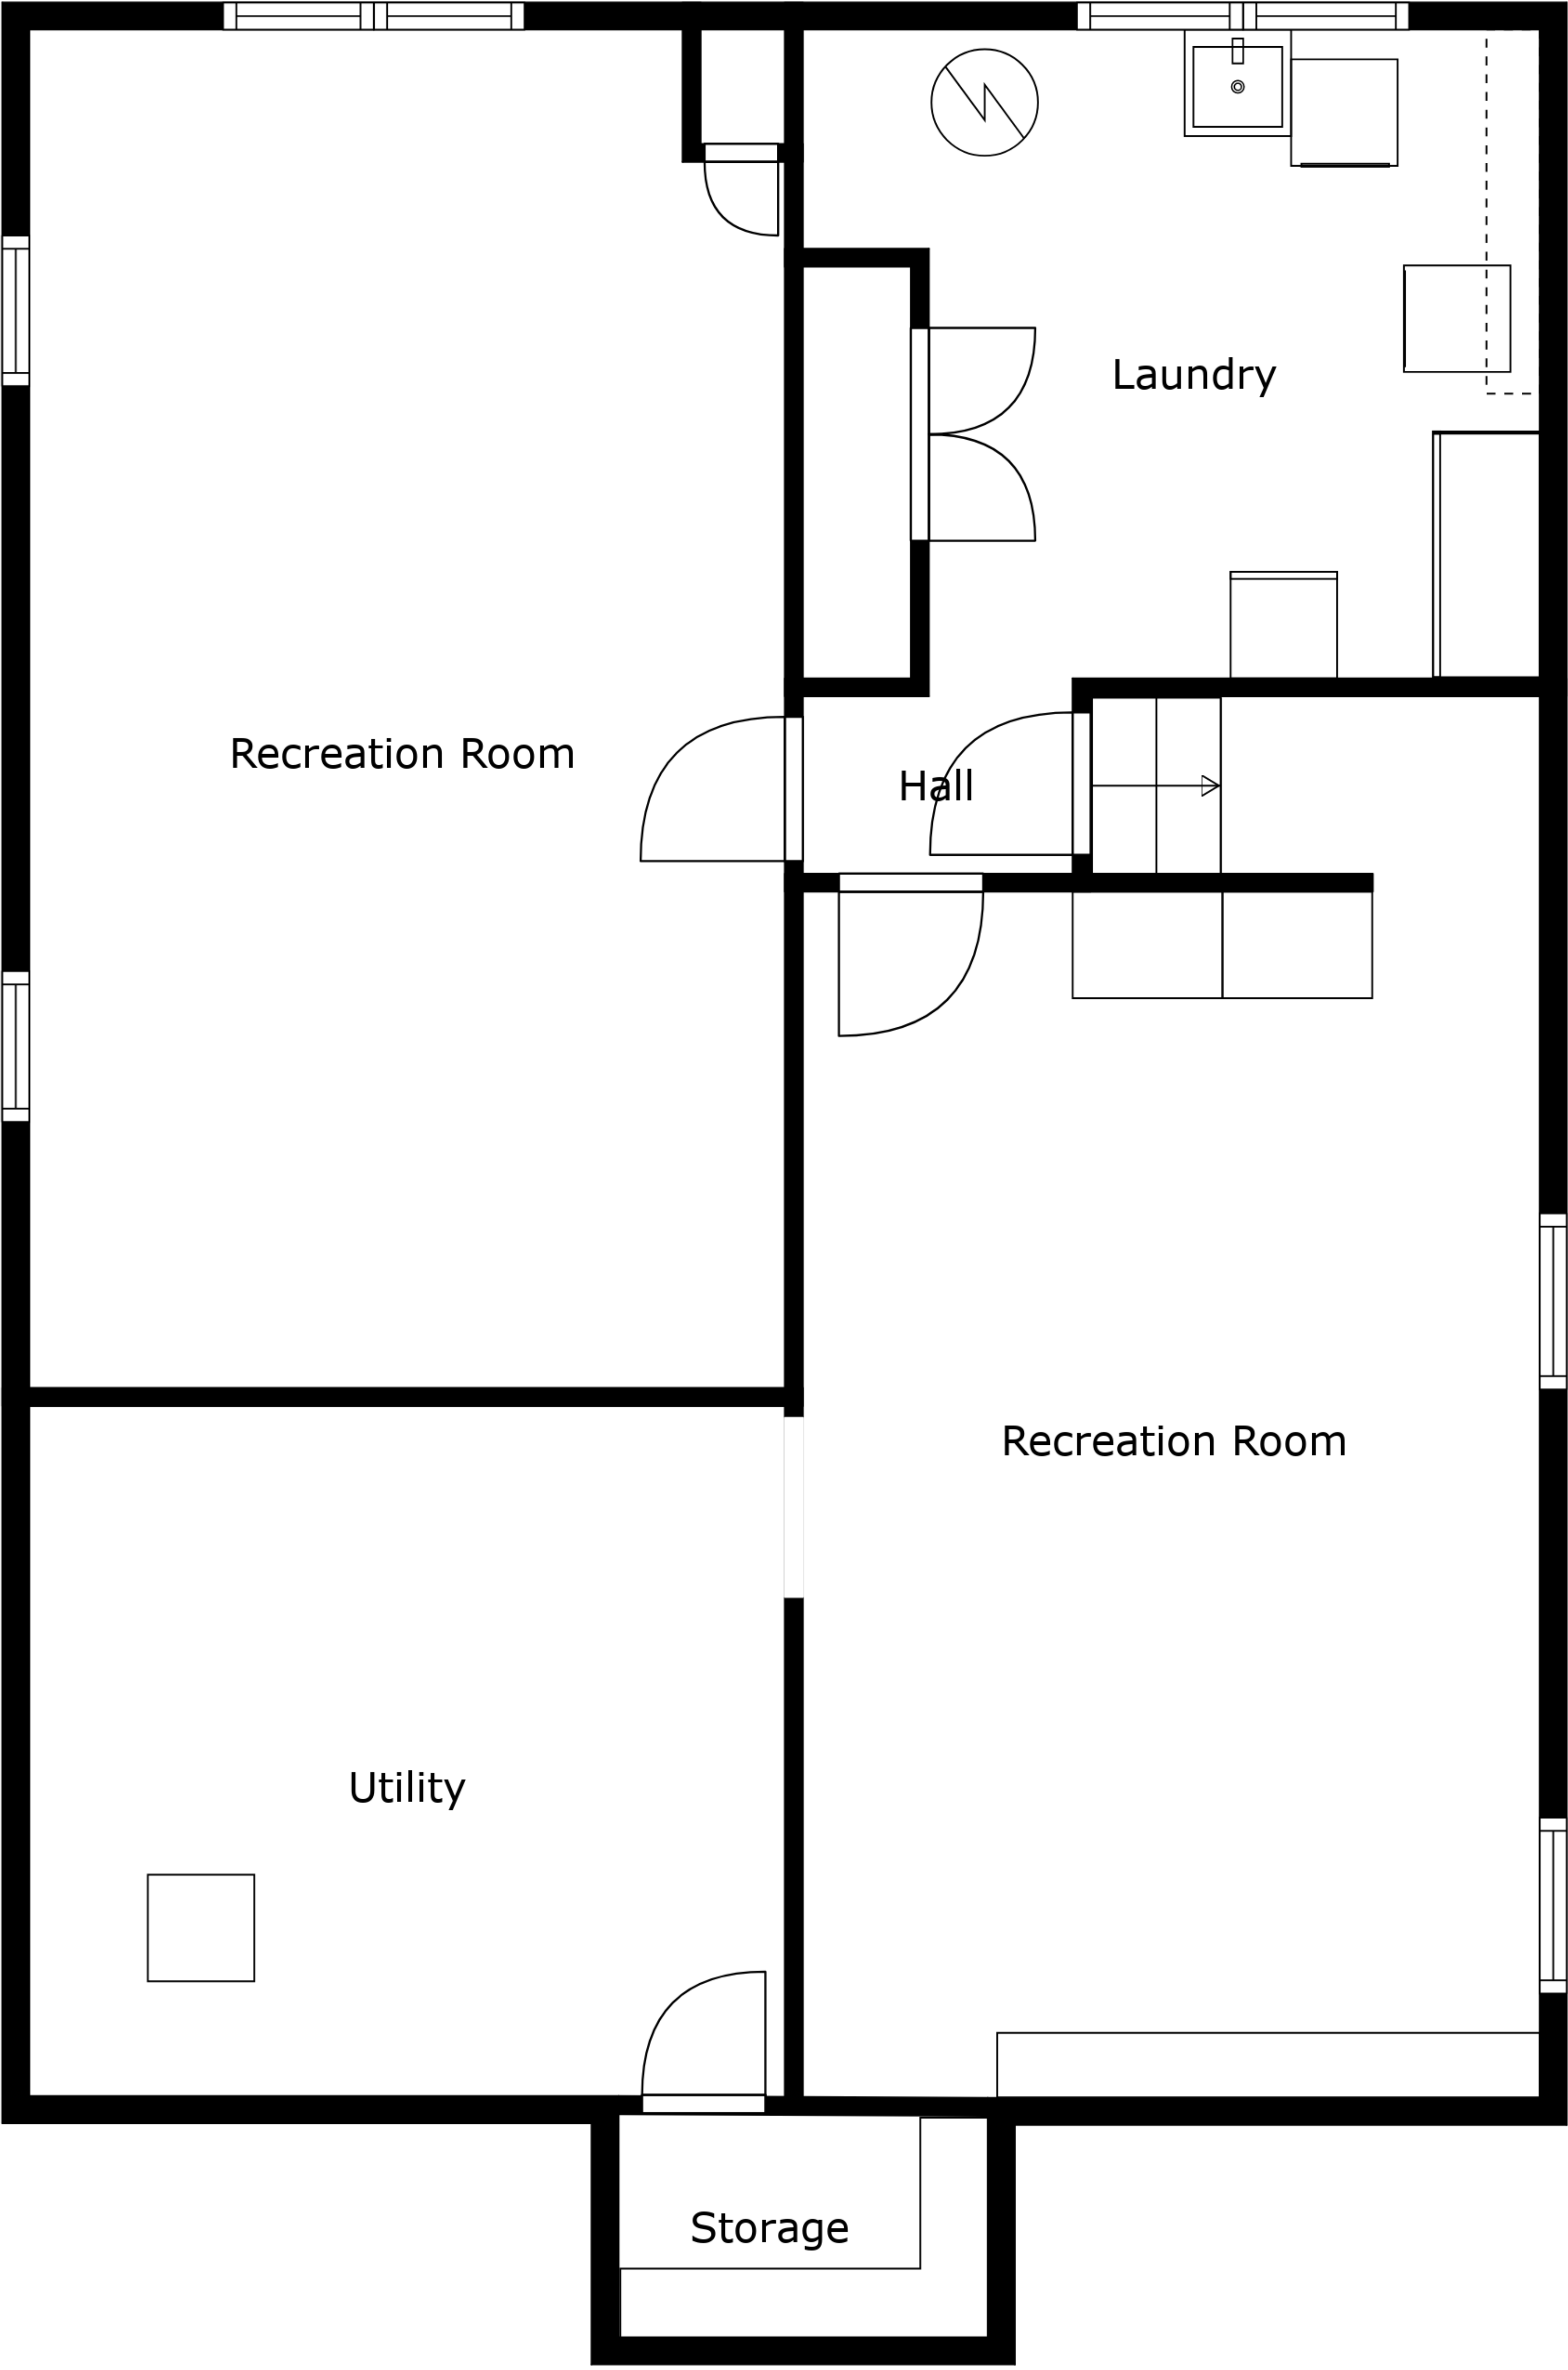 Laundry
Recreation Room
Hall
Recreation Room
Utility
Storage